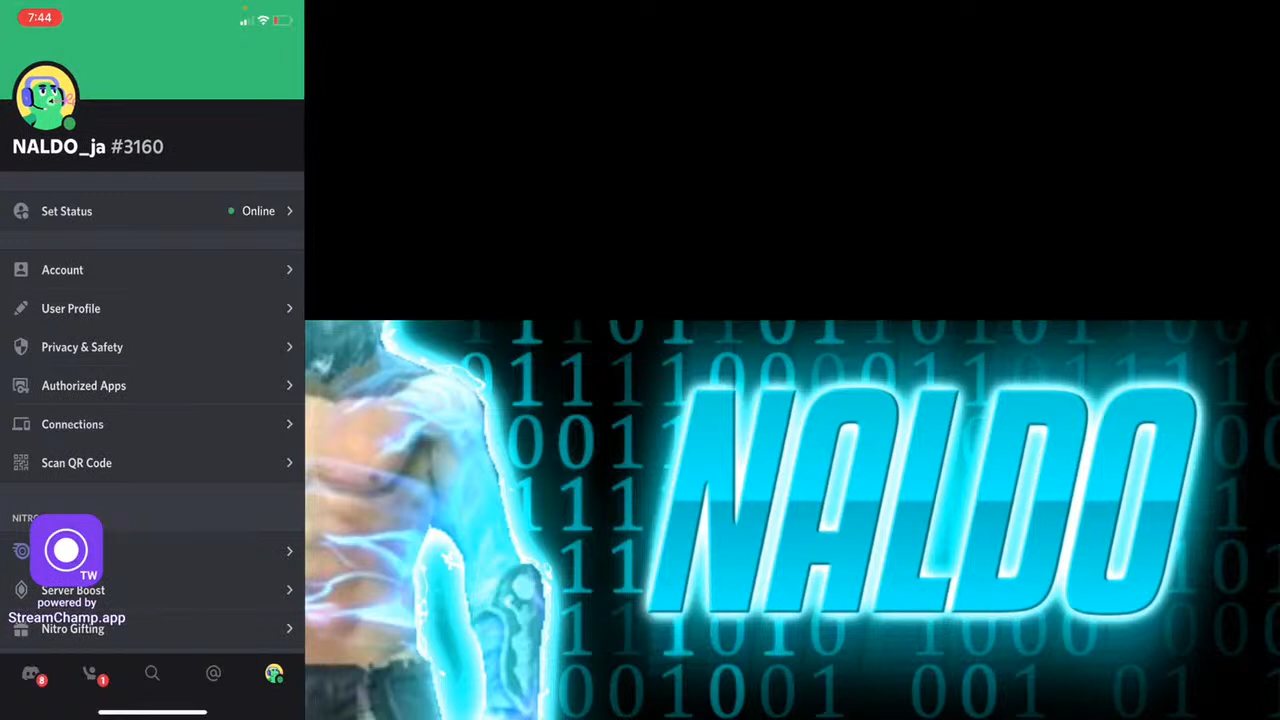 7:44
NALDO_ja #3160
Set Status Online
Account
User Profile
Privacy & Safety
Authorized Apps
Connections
Scan QR Code
NITR
TW
Server Boost
powered by
StreamChamp.app
Nitro Gifting
8
1
NALDO